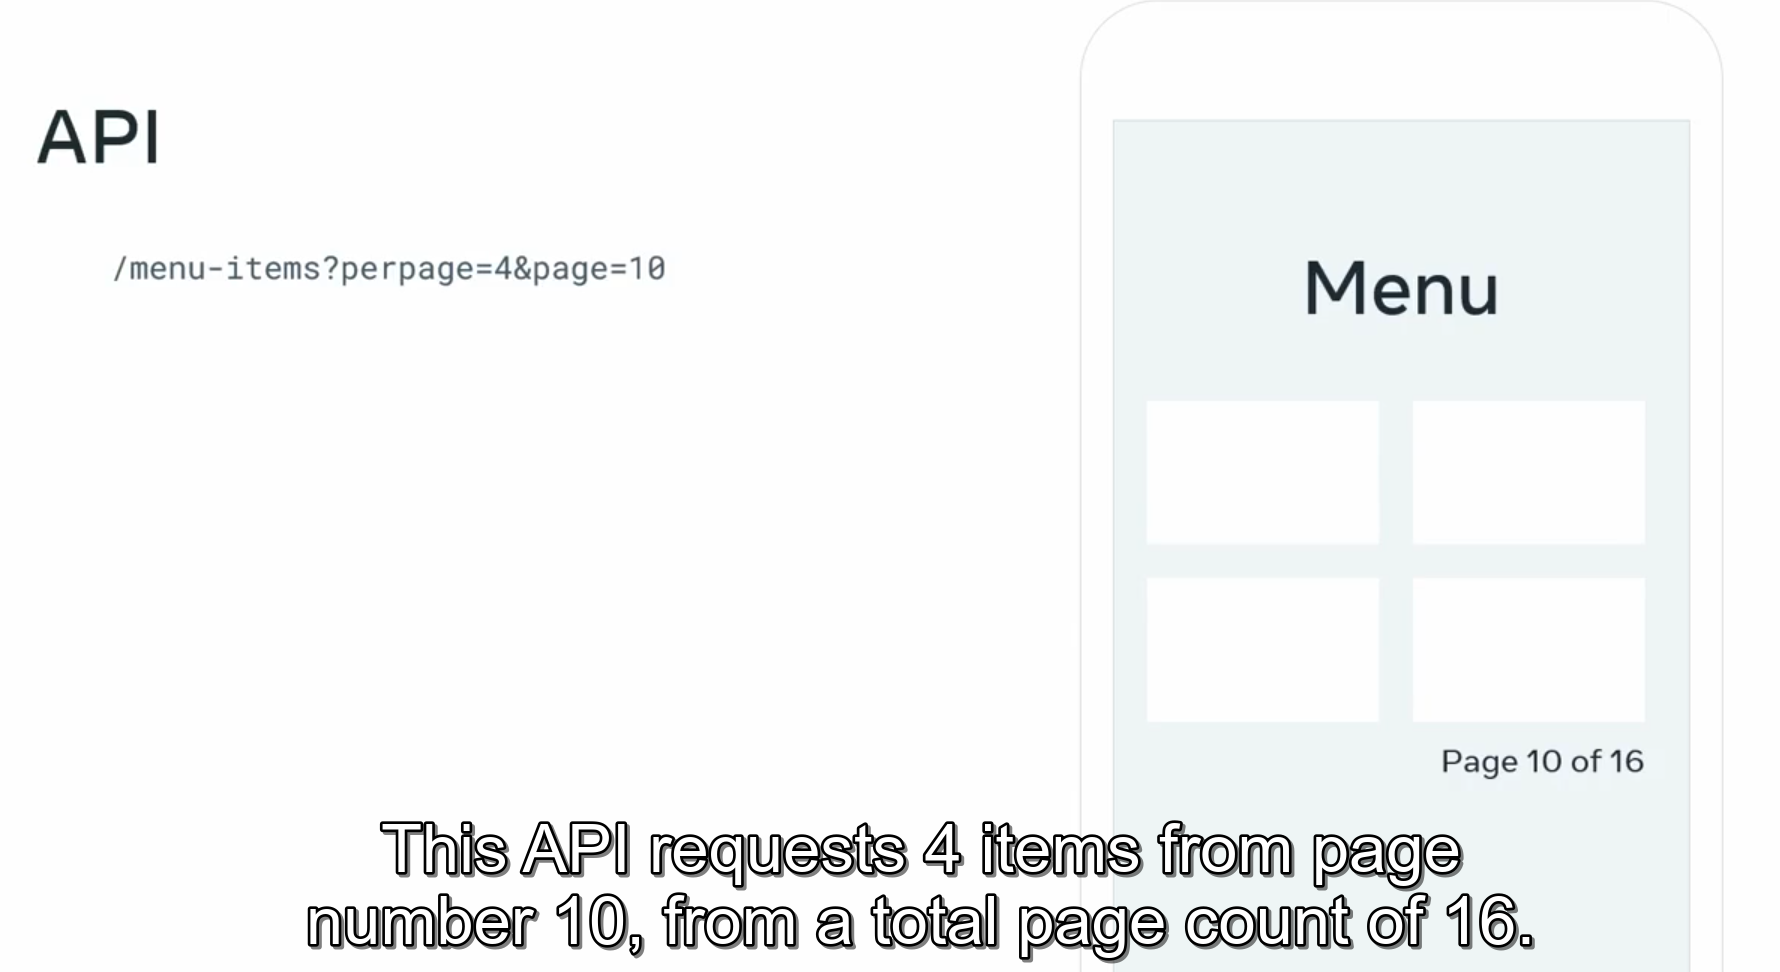 API
/menu-items?perpage=4&page=10
Menu
Page 10 of 16
This API requests 4 items from page
number 10, from a total page count of 16.